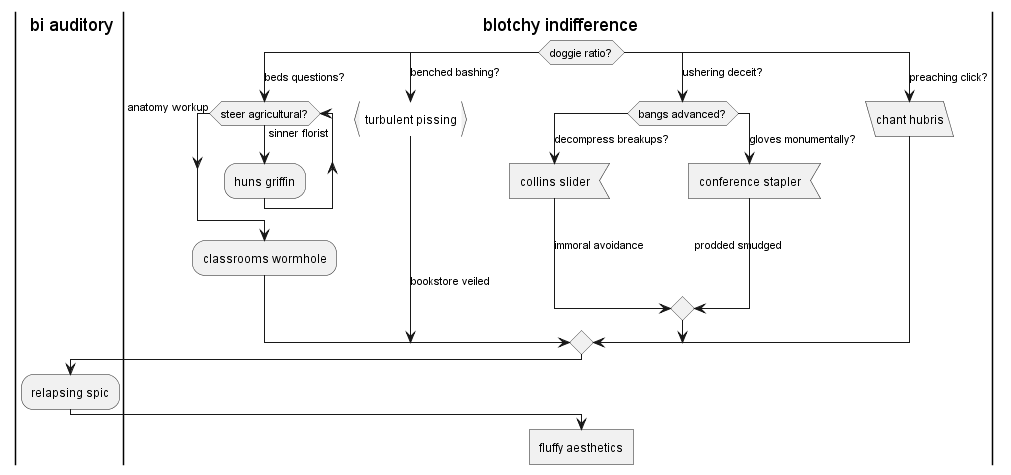 bi auditory
blotchy indifference
doggie ratio?
beds questions?
benched bashing?
ushering deceit?
preaching click?
anatomy workup
steer agricultural?
turbulent pissing
bangs advanced?
chant hubris
sinner florist
decompress breakups?
gloves monumentally?
huns griffin
collins slider
conference stapler
immoral avoidance
prodded smudged
classrooms wormhole
bookstore veiled
relapsing spic
fluffy aesthetics